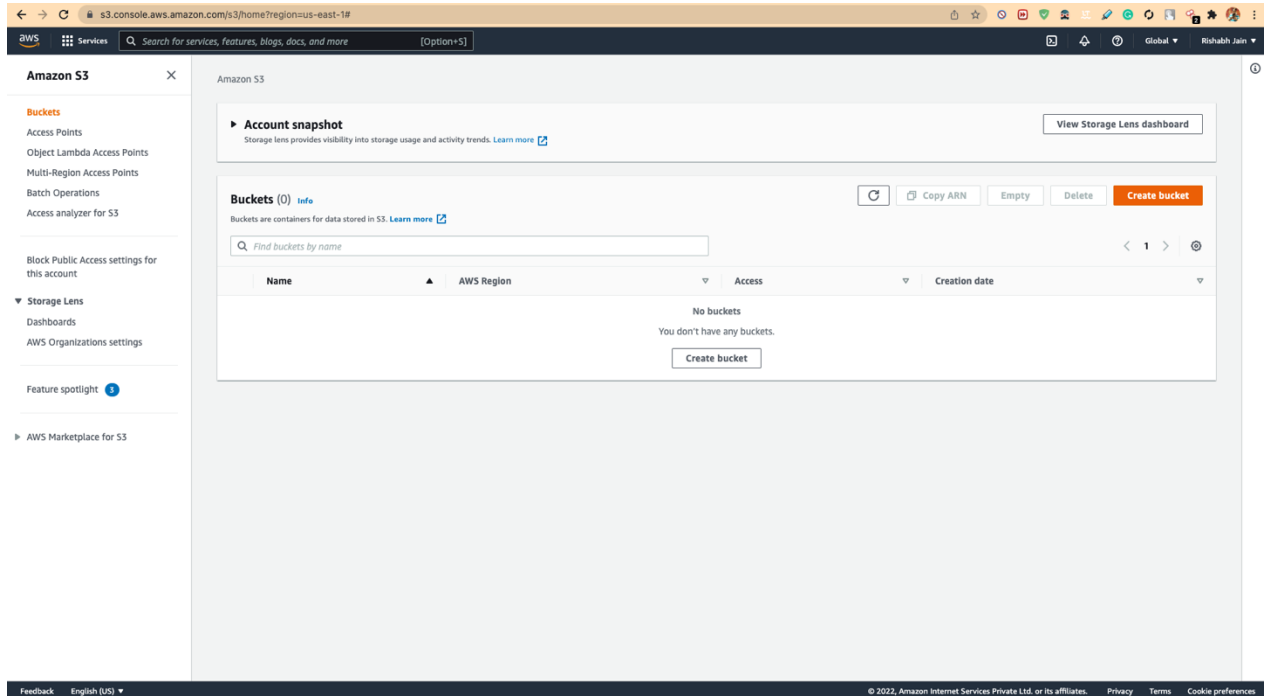 s3.console.aws.amazon.com/s3/home?region=us-east-1#
aws Services Search for services, features, blogs, docs, and more [Option+S] Global Rishabh Jain
Amazon S3
Buckets
Access Points
Object Lambda Access Points
Multi-Region Access Points
Batch Operations
Access analyzer for S3
Block Public Access settings for
this account
Storage Lens
Dashboards
AWS Organizations settings
Feature spotlight 3
AWS Marketplace for S3
Amazon S3
Account snapshot
Storage lens provides visibility into storage usage and activity trends. Learn more
View Storage Lens dashboard
Buckets (0) Info
Buckets are containers for data stored in S3. Learn more
Copy ARN Empty Delete Create bucket
Find buckets by name
1
Name AWS Region Access Creation date
No buckets
You don't have any buckets.
Create bucket
Feedback English (US) © 2022, Amazon Internet Services Private Ltd. or its affiliates. Privacy Terms Cookie preferences